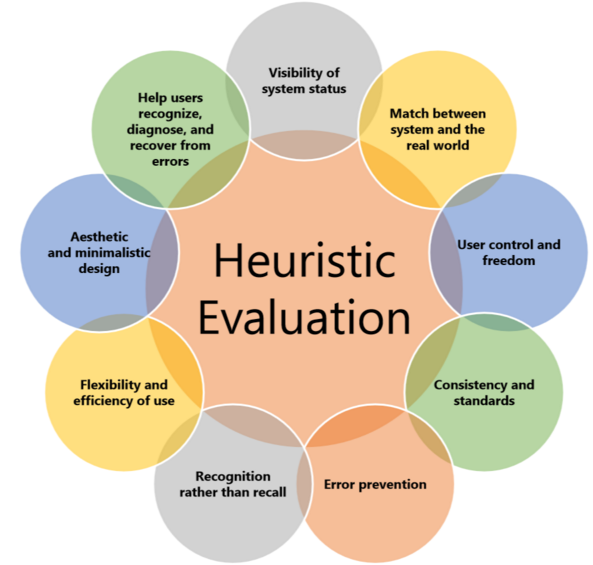 Visibility of
system status
Match between
system and the
real world
User control and
freedom
Consistency and
standards
Error prevention
Recognition
rather than recall
Flexibility and
efficiency of use
Aesthetic
and minimalistic
design
Help users
recognize,
diagnose, and
recover from
errors
Heuristic
Evaluation